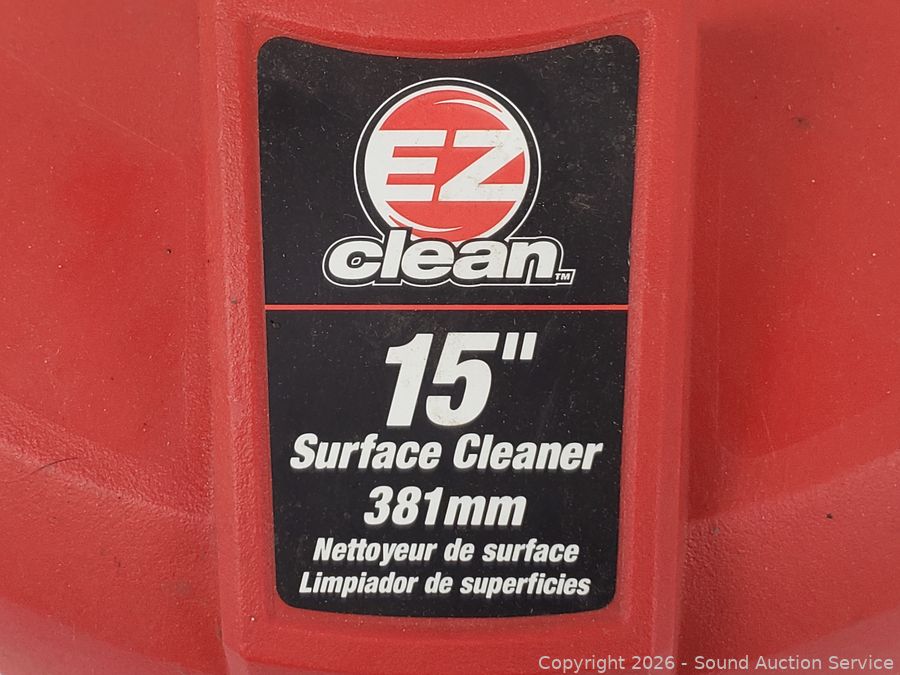 EZ
clean™
15"
Surface Cleaner
381mm
Nettoyeur de surface
Limpiador de superficies
Copyright 2026 - Sound Auction Service